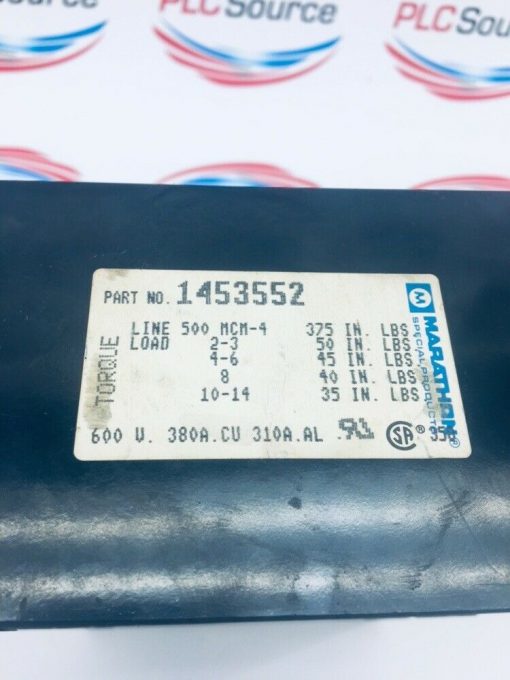 PLC Source
PLC Source
PLC Source
PART NO. 1453552
TORQUE
LINE 500 MCM-4 375 IN. LBS
LOAD 2-3 50 IN. LBS.
4-6 45 IN. LBS.
8 40 IN. LBS.
10-14 35 IN. LBS.
600 V. 380A.CU 310A.AL
MARATHON®
SPECIAL PRODUCTS